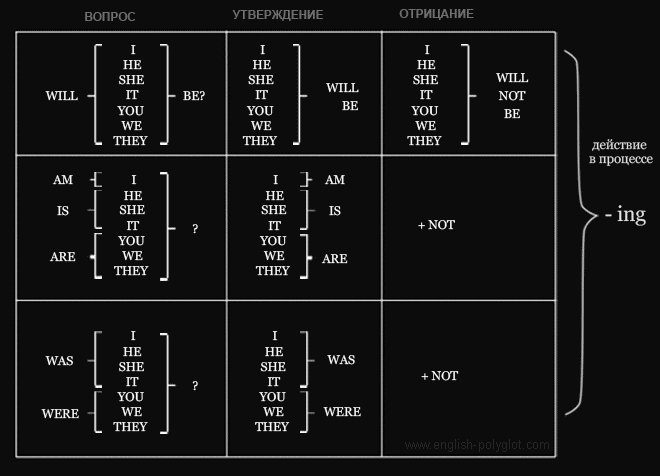 ВОПРОС УТВЕРЖДЕНИЕ ОТРИЦАНИЕ
WILL
I
HE
SHE
IT
YOU
WE
THEY
BE?
I
HE
SHE
IT
YOU
WE
THEY
WILL
BE
I
HE
SHE
IT
YOU
WE
THEY
WILL
NOT
BE
AM
IS
ARE
I
HE
SHE
IT
YOU
WE
THEY
?
I
HE
SHE
IT
YOU
WE
THEY
AM
IS
ARE
+ NOT
WAS
WERE
I
HE
SHE
IT
YOU
WE
THEY
?
I
HE
SHE
IT
YOU
WE
THEY
WAS
WERE
+ NOT
действие
в процессе
- ing
www.english-polyglot.com